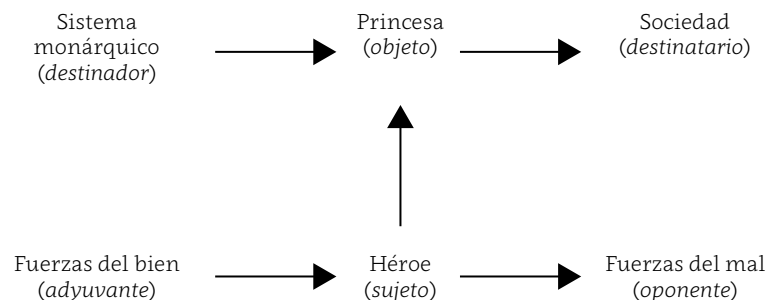 Sistema
monárquico
(destinador)
Princesa
(objeto)
Sociedad
(destinatario)
Fuerzas del bien
(adyuvante)
Héroe
(sujeto)
Fuerzas del mal
(oponente)